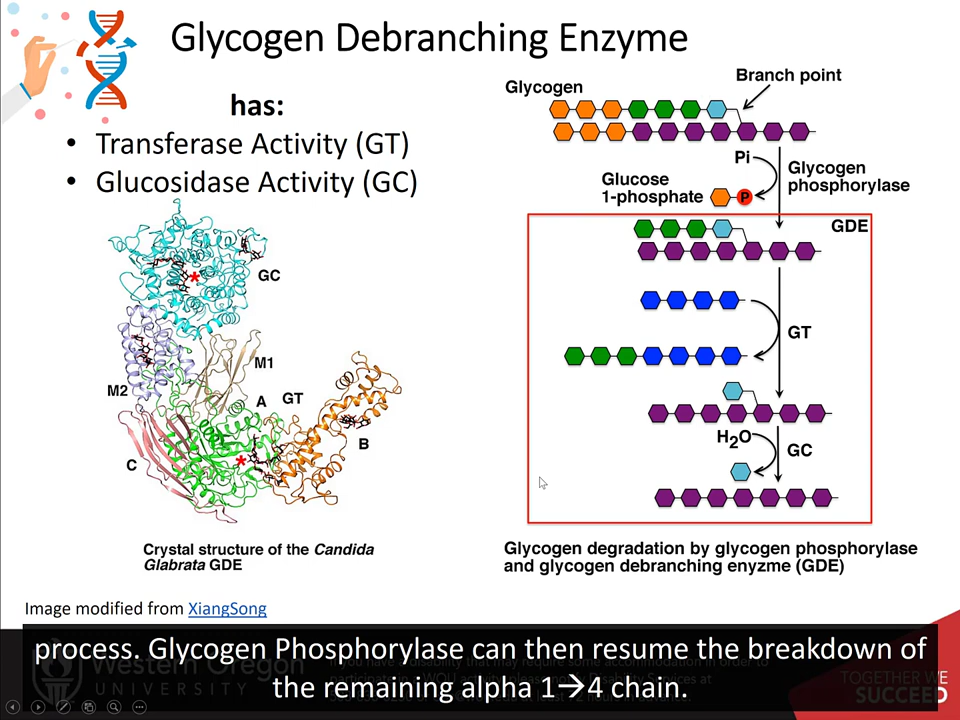 Glycogen Debranching Enzyme
has:
• Transferase Activity (GT)
• Glucosidase Activity (GC)
GC
M1
M2
A
GT
B
C
Crystal structure of the Candida
Glabrata GDE
Glycogen
Branch point
Pi
Glycogen
phosphorylase
Glucose
1-phosphate
P
GDE
GT
H2O
GC
Glycogen degradation by glycogen phosphorylase
and glycogen debranching enyzme (GDE)
Image modified from XiangSong
process. Glycogen Phosphorylase can then resume the breakdown of
the remaining alpha 1→4 chain.
Western Oregon
UNIVERSITY
TOGETHER WE
SUCCEED